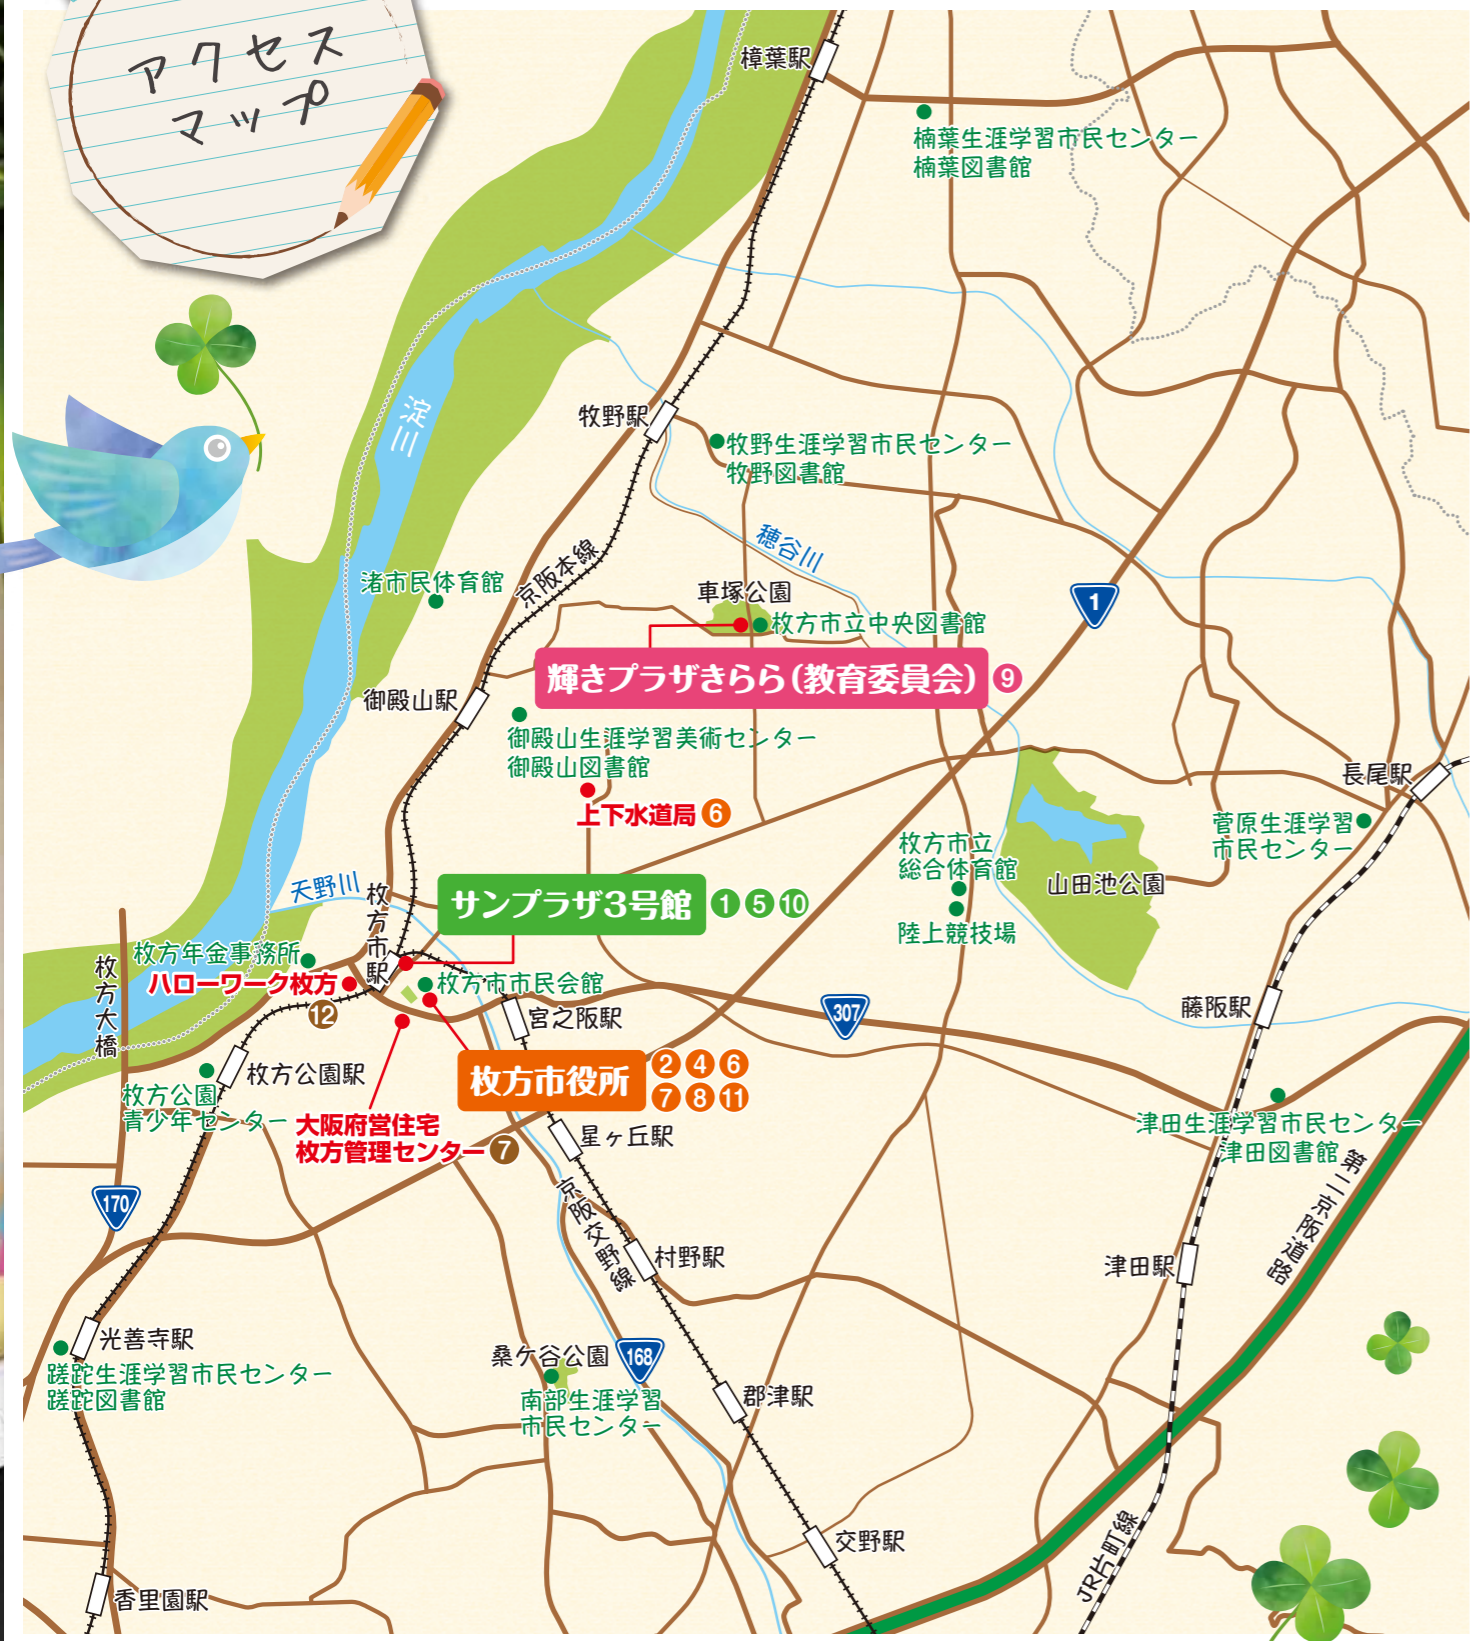 アクセス
マップ
樟葉駅
楠葉生涯学習市民センター
楠葉図書館
淀川
牧野駅
牧野生涯学習市民センター
牧野図書館
穂谷川
京阪本線
渚市民体育館
車塚公園
枚方市立中央図書館
1
輝きプラザきらら(教育委員会) ⑨
御殿山駅
御殿山生涯学習美術センター
御殿山図書館
上下水道局 ⑥
長尾駅
菅原生涯学習
市民センター
枚方市立
総合体育館
陸上競技場
山田池公園
天野川
枚方市駅
サンプラザ3号館 ① ⑤ ⑩
枚方年金事務所
ハローワーク枚方
⑫
枚方大橋
枚方市市民会館
宮之阪駅
307
藤阪駅
枚方市役所 ② ④ ⑥
⑦ ⑧ ⑪
枚方公園駅
枚方公園
青少年センター
大阪府営住宅
枚方管理センター ⑦
星ヶ丘駅
津田生涯学習市民センター
津田図書館
第二京阪道路
170
京阪交野線
村野駅
津田駅
光善寺駅
蹉跎生涯学習市民センター
蹉跎図書館
桑ケ谷公園
168
南部生涯学習
市民センター
郡津駅
交野駅
JR片町線
香里園駅